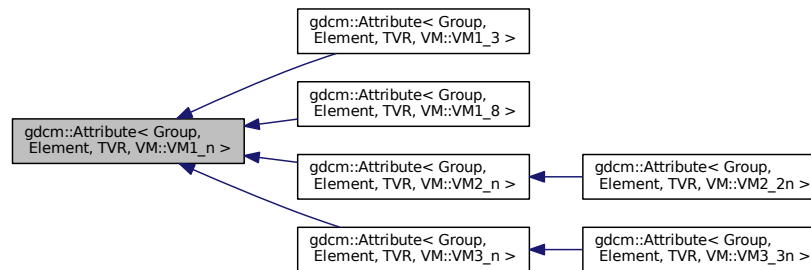 gdcm::Attribute< Group,
Element, TVR, VM::VM1_3 >
gdcm::Attribute< Group,
Element, TVR, VM::VM1_8 >
gdcm::Attribute< Group,
Element, TVR, VM::VM1_n >
gdcm::Attribute< Group,
Element, TVR, VM::VM2_n >
gdcm::Attribute< Group,
Element, TVR, VM::VM2_2n >
gdcm::Attribute< Group,
Element, TVR, VM::VM3_n >
gdcm::Attribute< Group,
Element, TVR, VM::VM3_3n >